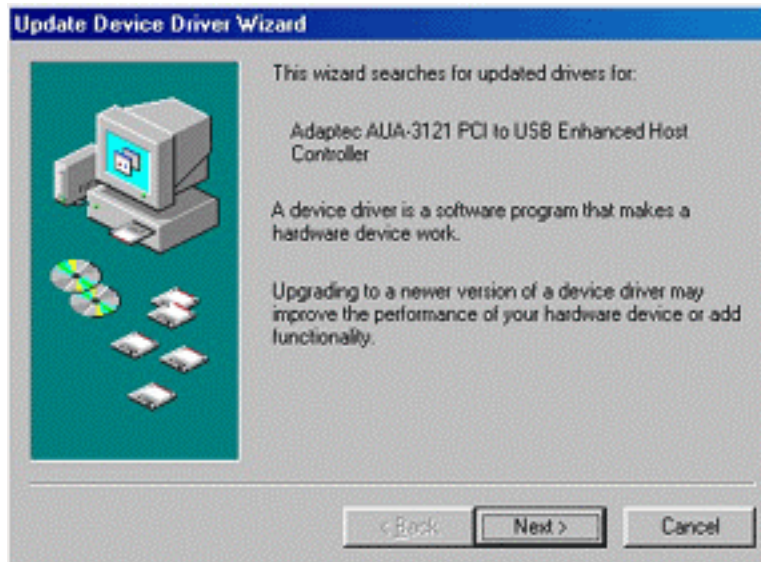 Update Device Driver Wizard
This wizard searches for updated drivers for:
Adaptec AUA-3121 PCI to USB Enhanced Host
Controller
A device driver is a software program that makes a
hardware device work.
Upgrading to a newer version of a device driver may
improve the performance of your hardware device or add
functionality.
< Back
Next >
Cancel